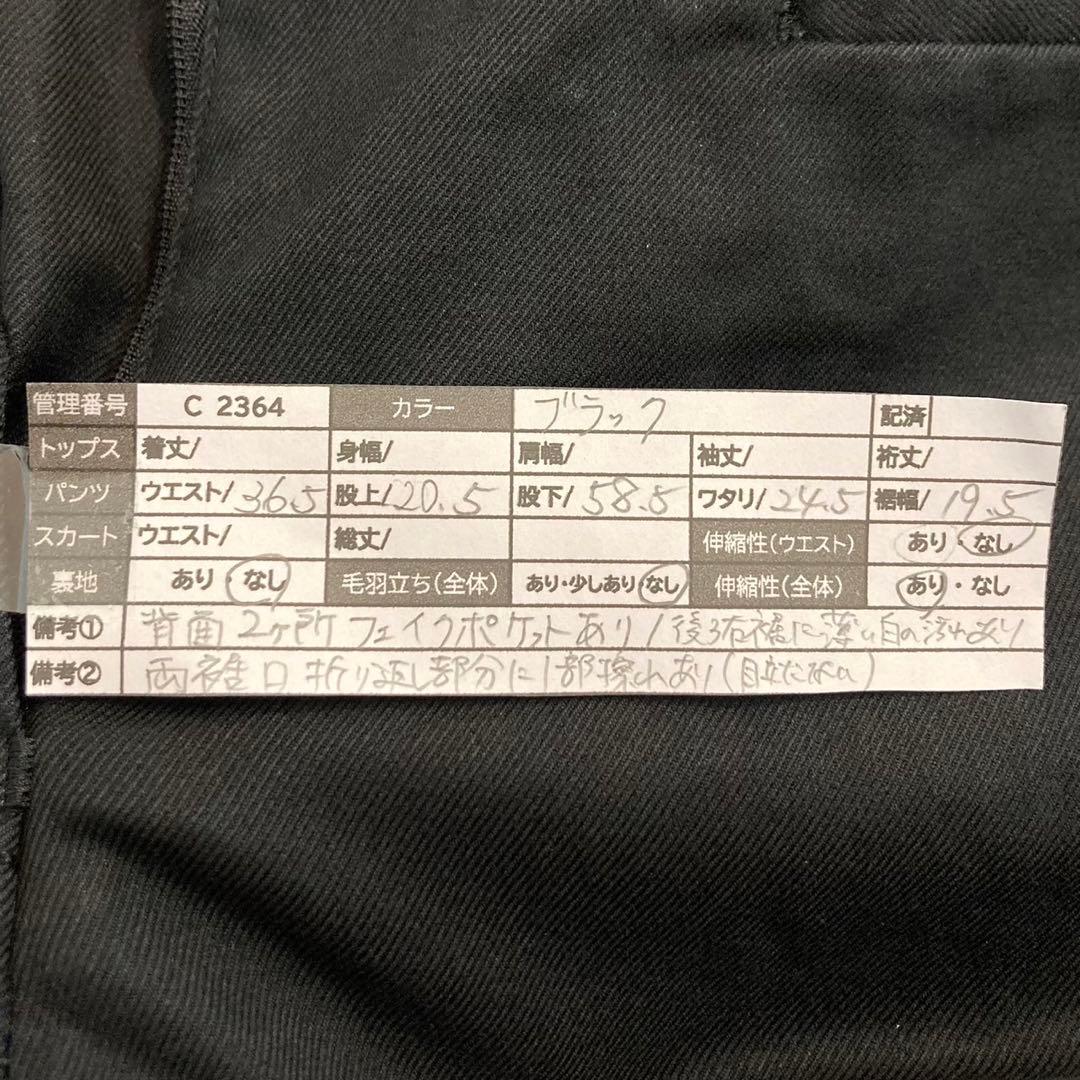 管理番号 C 2364 カラー ブラック 記済
トップス 着丈/ 身幅/ 肩幅/ 袖丈/ 裄丈/
パンツ ウエスト/ 36.5 股上/ 20.5 股下/ 58.5 ワタリ/ 24.5 裾幅/ 19.5
スカート ウエスト/ 総丈/ 伸縮性(ウエスト) あり・なし
裏地 あり・なし 毛羽立ち(全体) あり・少しあり・なし 伸縮性(全体) あり・なし
備考① 背面2ヶ所フェイクポケットあり/後ろ右裾に薄い白の汚れあり
備考② 両裾口折り返し部分に1部擦れあり(目立たない)